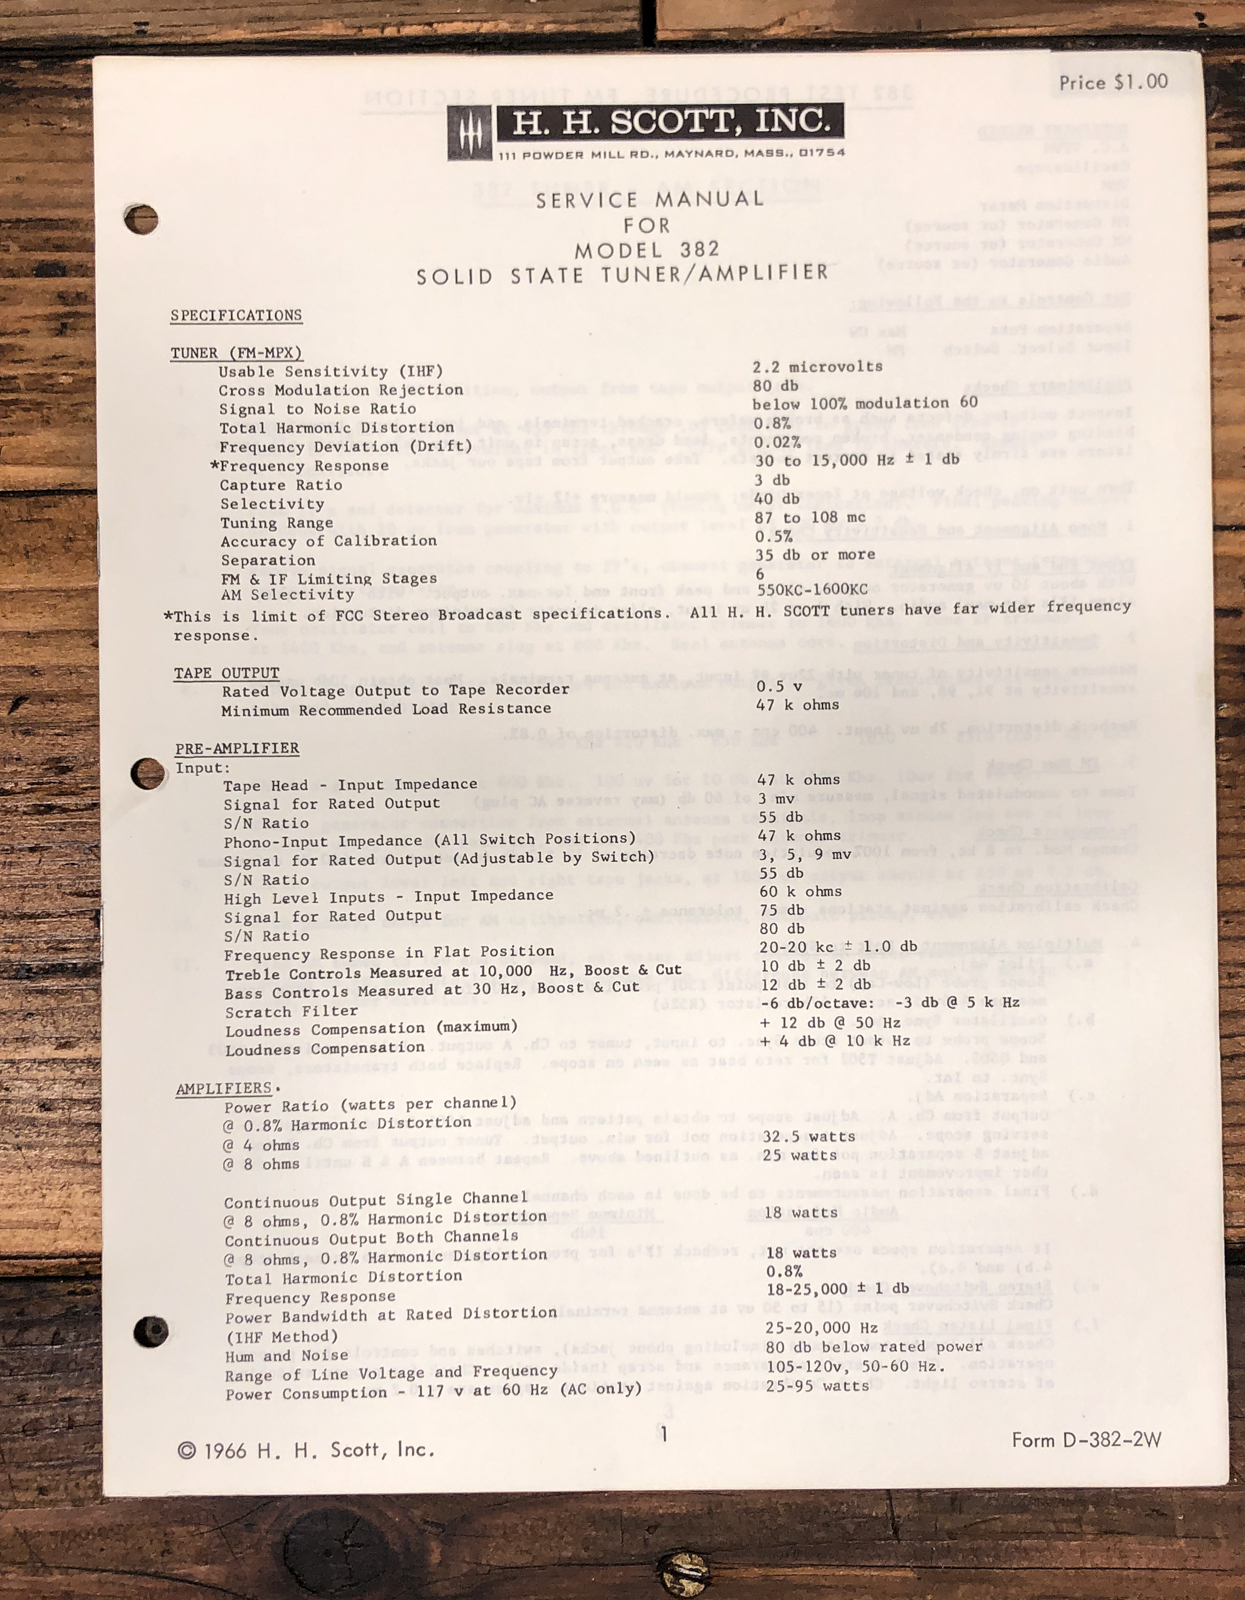 Price $1.00
H. H. SCOTT, INC.
111 POWDER MILL RD., MAYNARD, MASS., 01754
SERVICE MANUAL
FOR
MODEL 382
SOLID STATE TUNER/AMPLIFIER
SPECIFICATIONS
TUNER (FM-MPX)
Usable Sensitivity (IHF) 2.2 microvolts
Cross Modulation Rejection 80 db
Signal to Noise Ratio below 100% modulation 60
Total Harmonic Distortion 0.8%
Frequency Deviation (Drift) 0.02%
*Frequency Response 30 to 15,000 Hz ± 1 db
Capture Ratio 3 db
Selectivity 40 db
Tuning Range 87 to 108 mc
Accuracy of Calibration 0.5%
Separation 35 db or more
FM & IF Limiting Stages 6
AM Selectivity 550KC-1600KC
*This is limit of FCC Stereo Broadcast specifications. All H. H. SCOTT tuners have far wider frequency
response.
TAPE OUTPUT
Rated Voltage Output to Tape Recorder 0.5 v
Minimum Recommended Load Resistance 47 k ohms
PRE-AMPLIFIER
Input:
Tape Head - Input Impedance 47 k ohms
Signal for Rated Output 3 mv
S/N Ratio 55 db
Phono-Input Impedance (All Switch Positions) 47 k ohms
Signal for Rated Output (Adjustable by Switch) 3, 5, 9 mv
S/N Ratio 55 db
High Level Inputs - Input Impedance 60 k ohms
Signal for Rated Output 75 db
S/N Ratio 80 db
Frequency Response in Flat Position 20-20 kc ± 1.0 db
Treble Controls Measured at 10,000 Hz, Boost & Cut 10 db ± 2 db
Bass Controls Measured at 30 Hz, Boost & Cut 12 db ± 2 db
Scratch Filter -6 db/octave: -3 db @ 5 k Hz
Loudness Compensation (maximum) + 12 db @ 50 Hz
Loudness Compensation + 4 db @ 10 k Hz
AMPLIFIERS.
Power Ratio (watts per channel)
@ 0.8% Harmonic Distortion
@ 4 ohms 32.5 watts
@ 8 ohms 25 watts
Continuous Output Single Channel
@ 8 ohms, 0.8% Harmonic Distortion 18 watts
Continuous Output Both Channels
@ 8 ohms, 0.8% Harmonic Distortion 18 watts
Total Harmonic Distortion 0.8%
Frequency Response 18-25,000 ± 1 db
Power Bandwidth at Rated Distortion
(IHF Method) 25-20,000 Hz
Hum and Noise 80 db below rated power
Range of Line Voltage and Frequency 105-120v, 50-60 Hz.
Power Consumption - 117 v at 60 Hz (AC only) 25-95 watts
1
© 1966 H. H. Scott, Inc.
Form D-382-2W